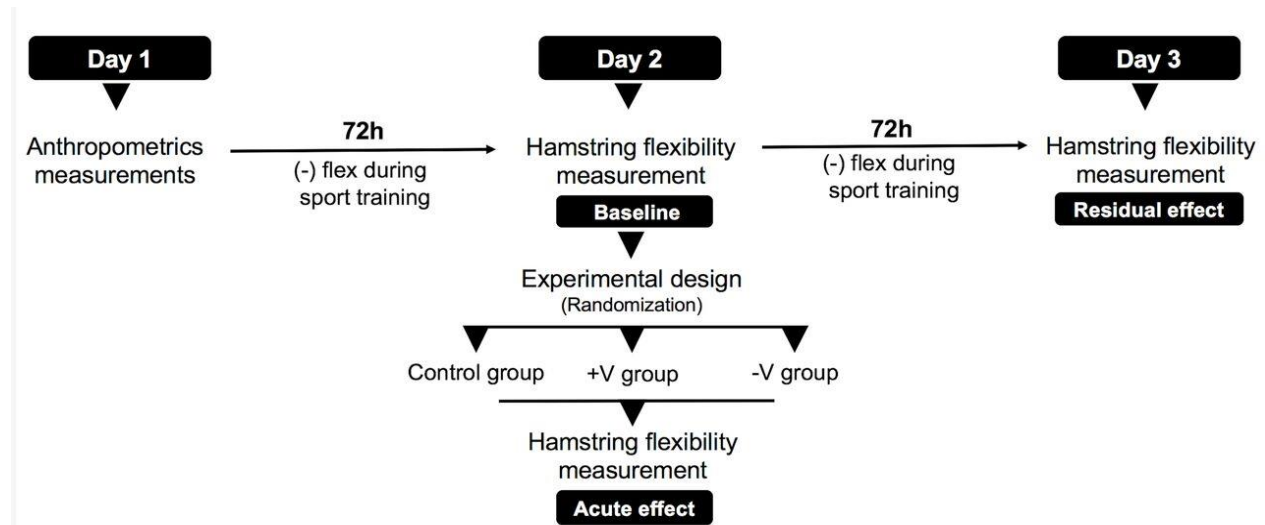 Day 1
Anthropometrics
measurements
72h
(-) flex during
sport training
Day 2
Hamstring flexibility
measurement
Baseline
Experimental design
(Randomization)
Control group
+V group
-V group
Hamstring flexibility
measurement
Acute effect
72h
(-) flex during
sport training
Day 3
Hamstring flexibility
measurement
Residual effect